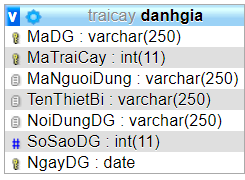 traicay danhgia
MaDG : varchar(250)
MaTraiCay : int(11)
MaNguoiDung : varchar(250)
TenThietBi : varchar(250)
NoiDungDG : varchar(250)
# SoSaoDG : int(11)
NgayDG : date